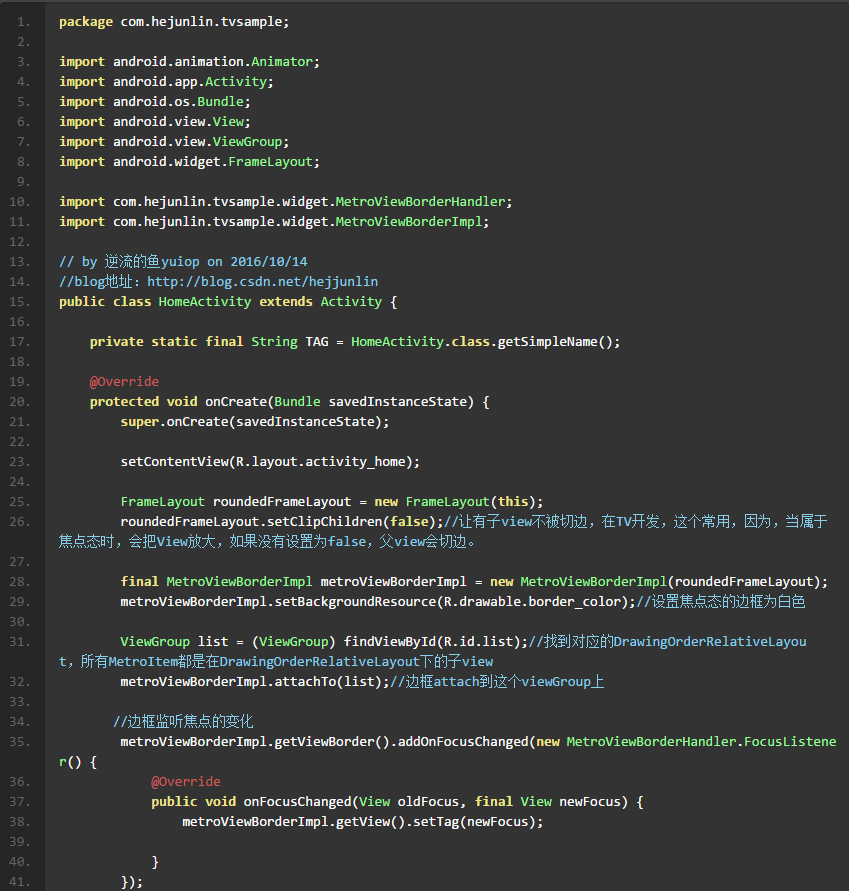 1. package com.hejunlin.tvsample;
2.
3. import android.animation.Animator;
4. import android.app.Activity;
5. import android.os.Bundle;
6. import android.view.View;
7. import android.view.ViewGroup;
8. import android.widget.FrameLayout;
9.
10. import com.hejunlin.tvsample.widget.MetroViewBorderHandler;
11. import com.hejunlin.tvsample.widget.MetroViewBorderImpl;
12.
13. // by 逆流的鱼yuiop on 2016/10/14
14. //blog地址：http://blog.csdn.net/hejjunlin
15. public class HomeActivity extends Activity {
16.
17.     private static final String TAG = HomeActivity.class.getSimpleName();
18.
19.     @Override
20.     protected void onCreate(Bundle savedInstanceState) {
21.         super.onCreate(savedInstanceState);
22.
23.         setContentView(R.layout.activity_home);
24.
25.         FrameLayout roundedFrameLayout = new FrameLayout(this);
26.         roundedFrameLayout.setClipChildren(false);//让有子view不被切边，在TV开发，这个常用，因为，当属于
焦点态时，会把View放大，如果没有设置为false，父view会切边。
27.
28.         final MetroViewBorderImpl metroViewBorderImpl = new MetroViewBorderImpl(roundedFrameLayout);
29.         metroViewBorderImpl.setBackgroundResource(R.drawable.border_color);//设置焦点态的边框为白色
30.
31.         ViewGroup list = (ViewGroup) findViewById(R.id.list);//找到对应的DrawingOrderRelativeLayou
t，所有MetroItem都是在DrawingOrderRelativeLayout下的子view
32.         metroViewBorderImpl.attachTo(list);//边框attach到这个viewGroup上
33.
34.        //边框监听焦点的变化
35.         metroViewBorderImpl.getViewBorder().addOnFocusChanged(new MetroViewBorderHandler.FocusListene
r() {
36.             @Override
37.             public void onFocusChanged(View oldFocus, final View newFocus) {
38.                 metroViewBorderImpl.getView().setTag(newFocus);
39.
40.             }
41.         });